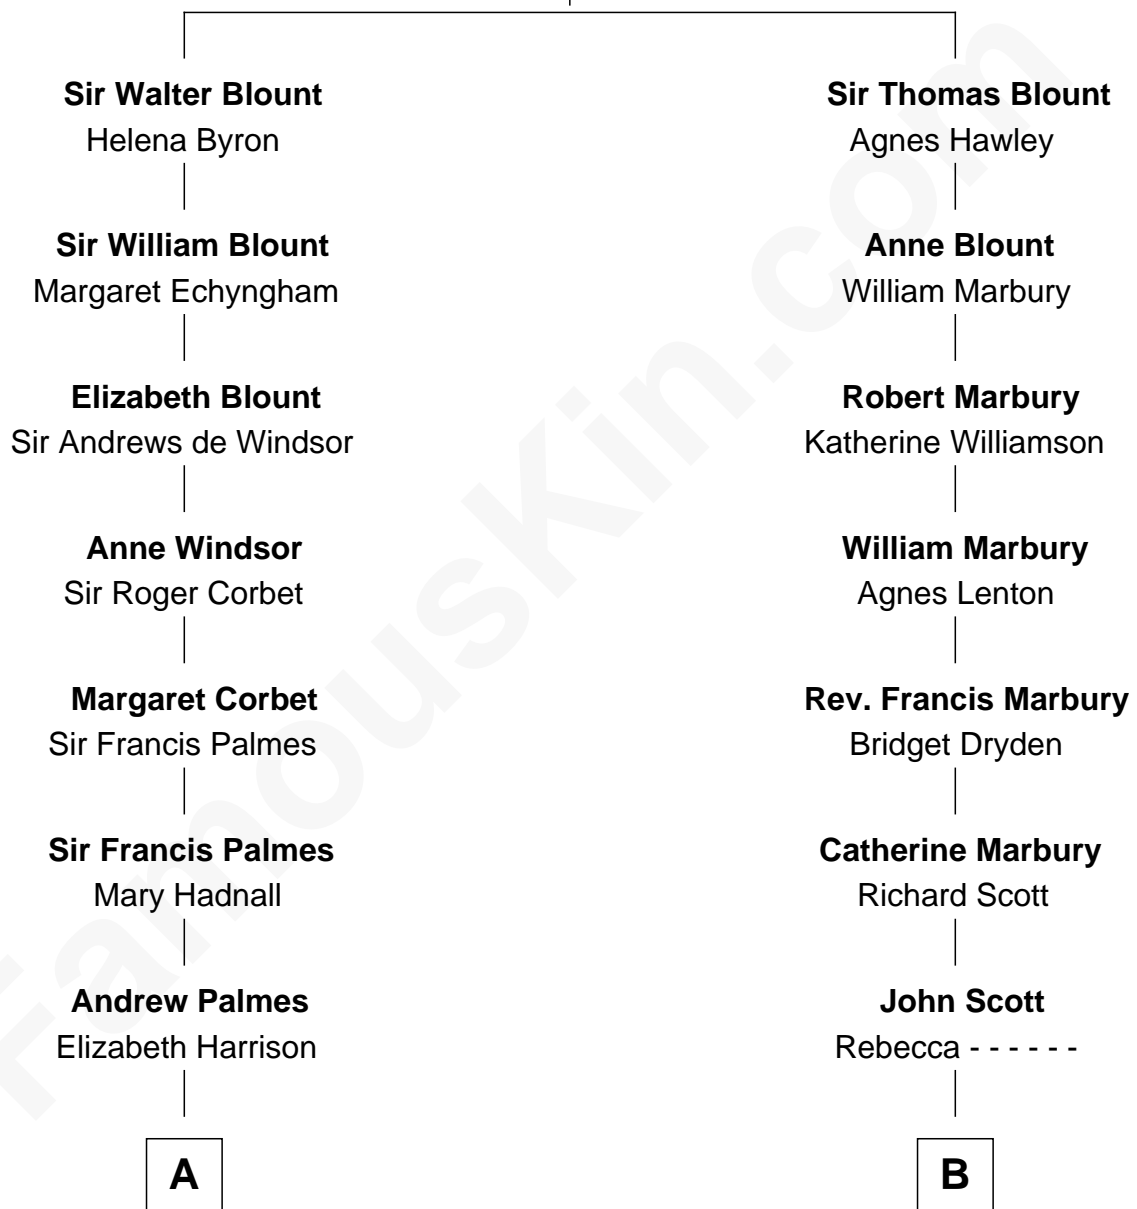 Sir Walter Blount
Helena Byron
Sir William Blount
Margaret Echyngham
Elizabeth Blount
Sir Andrews de Windsor
Anne Windsor
Sir Roger Corbet
Margaret Corbet
Sir Francis Palmes
Sir Francis Palmes
Mary Hadnall
Andrew Palmes
Elizabeth Harrison
A
Sir Thomas Blount
Agnes Hawley
Anne Blount
William Marbury
Robert Marbury
Katherine Williamson
William Marbury
Agnes Lenton
Rev. Francis Marbury
Bridget Dryden
Catherine Marbury
Richard Scott
John Scott
Rebecca - - - - - -
B
FamousKin.com